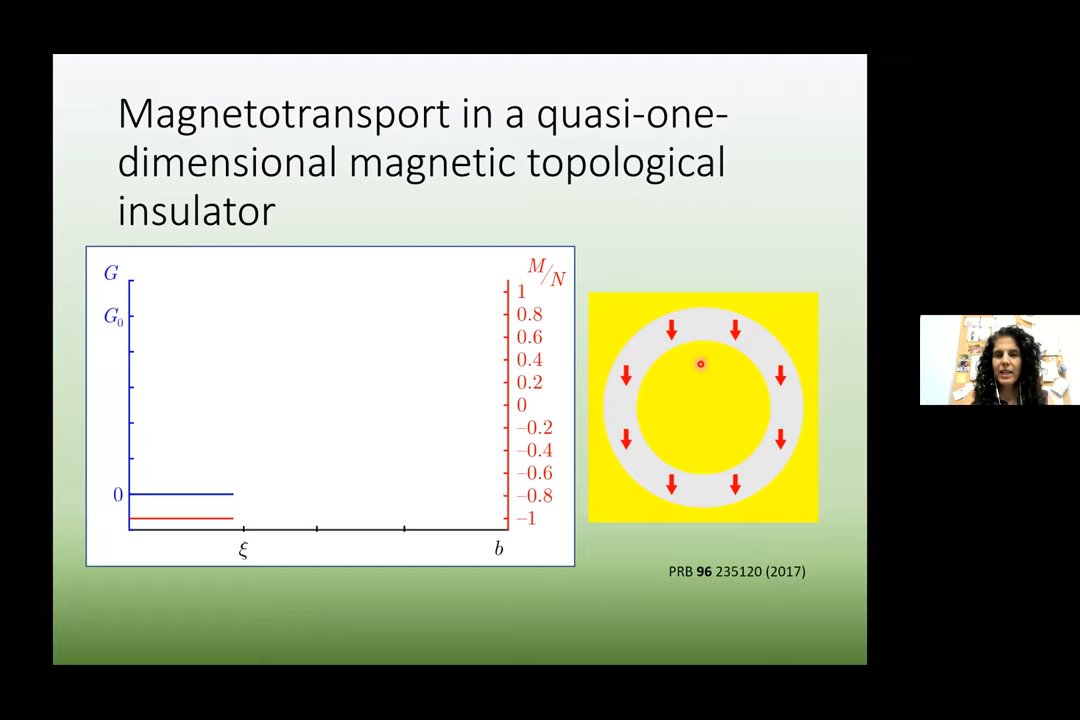 Magnetotransport in a quasi-one-
dimensional magnetic topological
insulator
G
G₀
0
M/N
1
0.8
0.6
0.4
0.2
0
–0.2
–0.4
–0.6
–0.8
–1
ξ
b
PRB 96 235120 (2017)